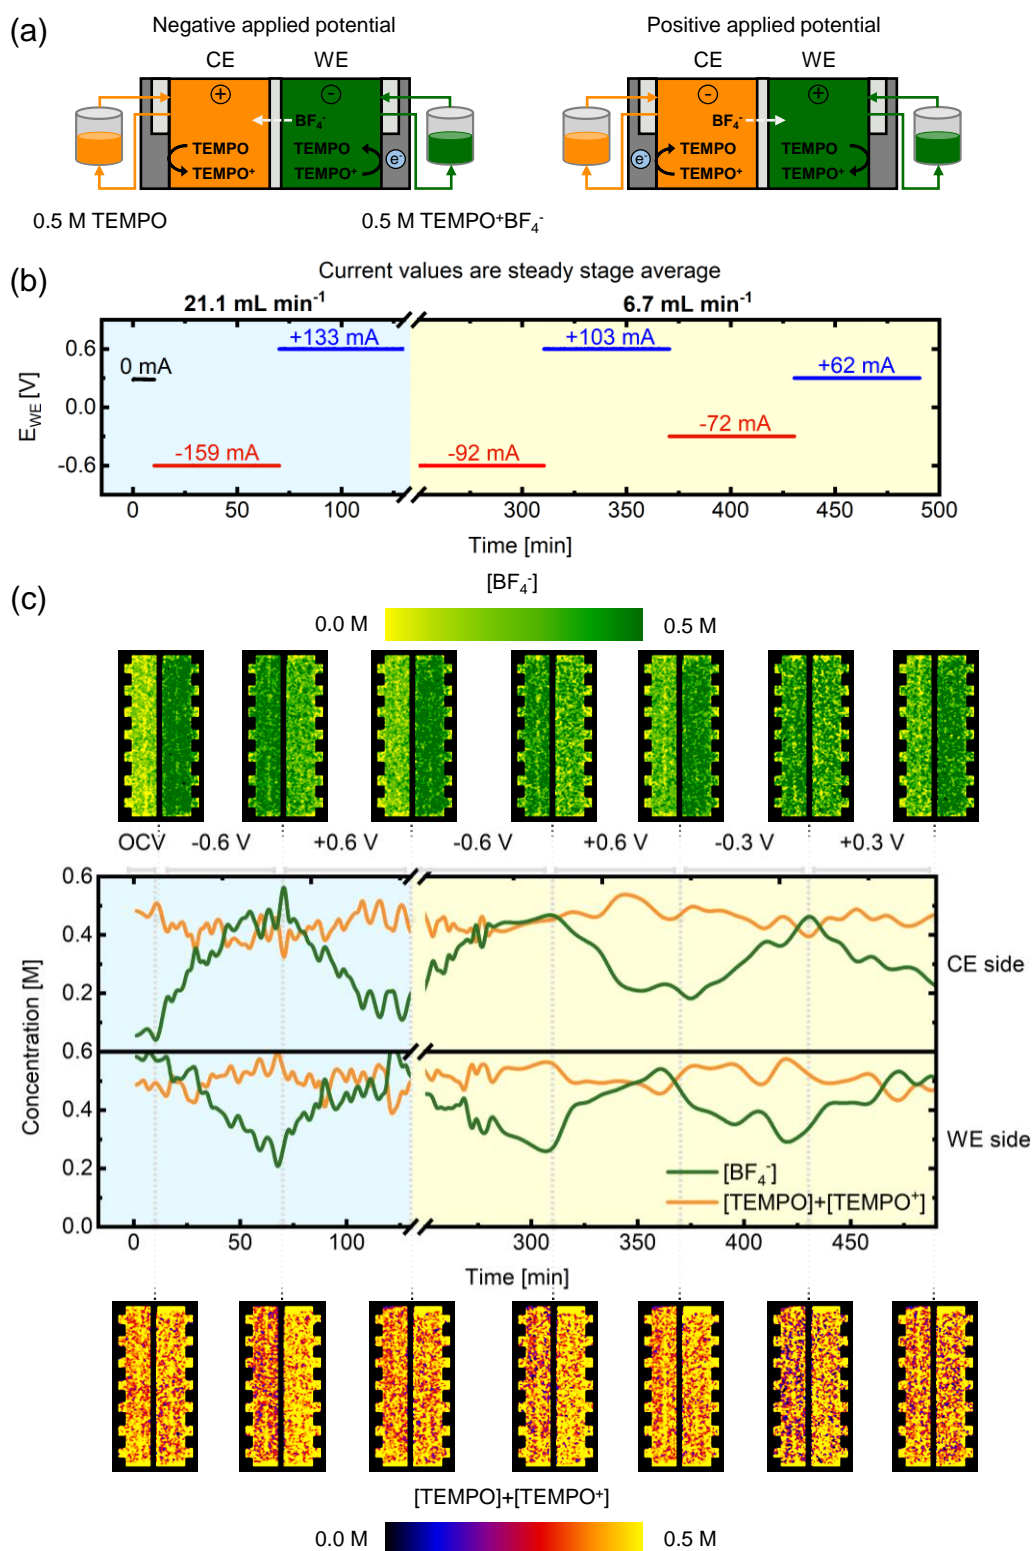 (a)
Negative applied potential
Positive applied potential
CE WE
CE WE
+ -
- +
BF₄⁻
BF₄⁻
TEMPO TEMPO
TEMPO⁺ TEMPO⁺
e⁻
TEMPO TEMPO
TEMPO⁺ TEMPO⁺
e⁻
0.5 M TEMPO
0.5 M TEMPO⁺BF₄⁻
(b)
Current values are steady stage average
21.1 mL min⁻¹
6.7 mL min⁻¹
E_WE [V]
0.6
0.0
-0.6
0 mA
-159 mA
+133 mA
-92 mA
+103 mA
-72 mA
+62 mA
0 50 100 300 350 400 450 500
Time [min]
(c)
[BF₄⁻]
0.0 M
0.5 M
OCV -0.6 V +0.6 V -0.6 V +0.6 V -0.3 V +0.3 V
Concentration [M]
0.6
0.4
0.2
CE side
0.6
0.4
0.2
0.0
WE side
[BF₄⁻]
[TEMPO]+[TEMPO⁺]
0 50 100 300 350 400 450
Time [min]
[TEMPO]+[TEMPO⁺]
0.0 M
0.5 M